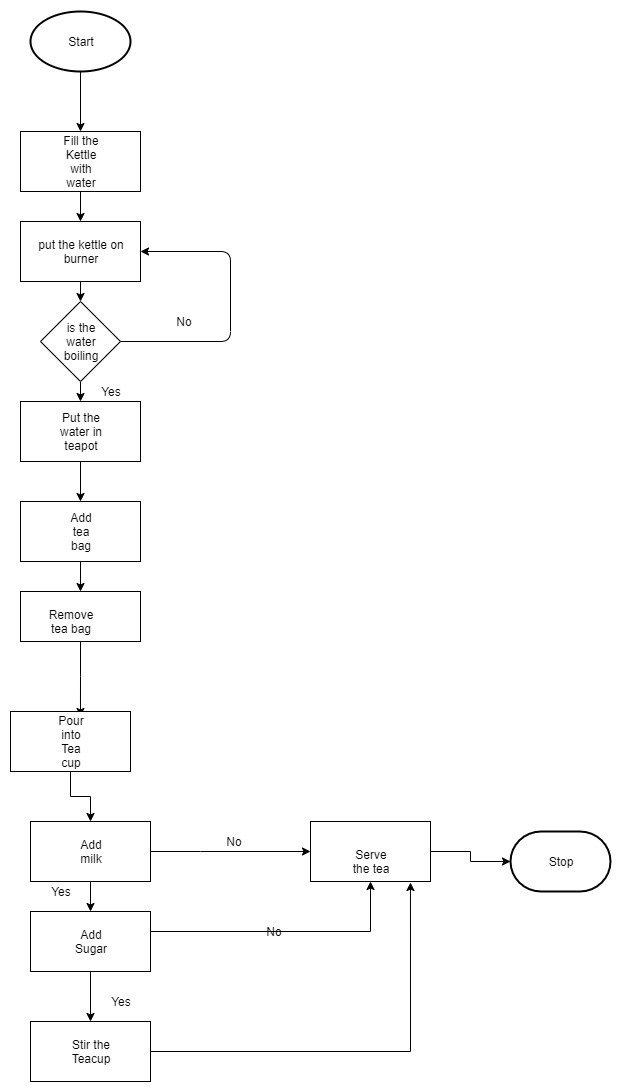 Start
Fill the
Kettle
with
water
put the kettle on
burner
is the
water
boiling
No
Yes
Put the
water in
teapot
Add
tea
bag
Remove
tea bag
Pour
into
Tea
cup
Add
milk
No
Serve
the tea
Stop
Yes
Add
Sugar
No
Yes
Stir the
Teacup